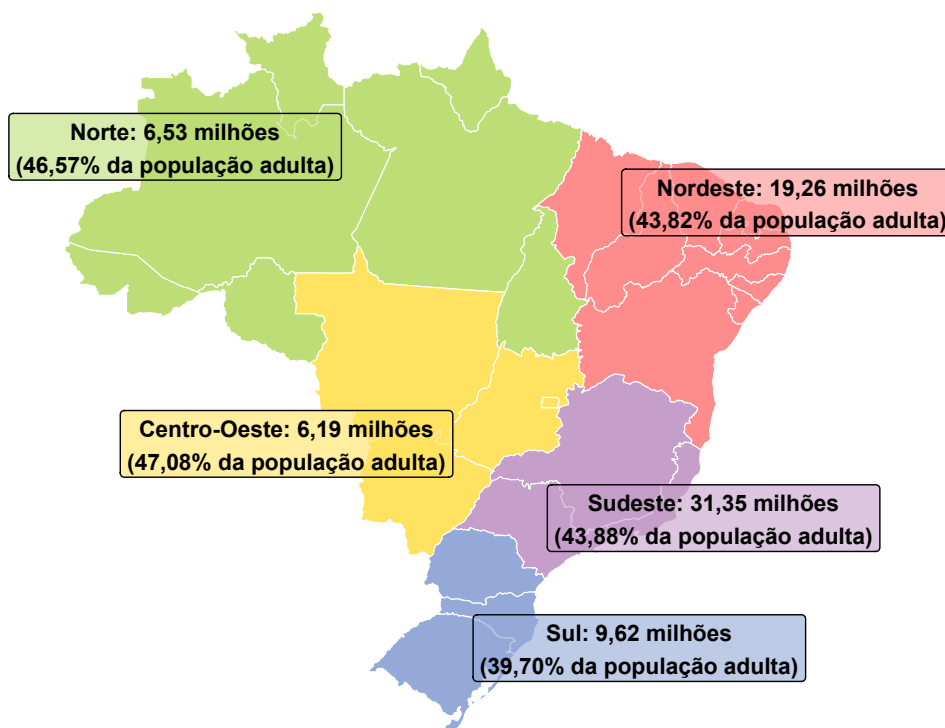 Norte: 6,53 milhões
(46,57% da população adulta)
Nordeste: 19,26 milhões
(43,82% da população adulta)
Centro-Oeste: 6,19 milhões
(47,08% da população adulta)
Sudeste: 31,35 milhões
(43,88% da população adulta)
Sul: 9,62 milhões
(39,70% da população adulta)